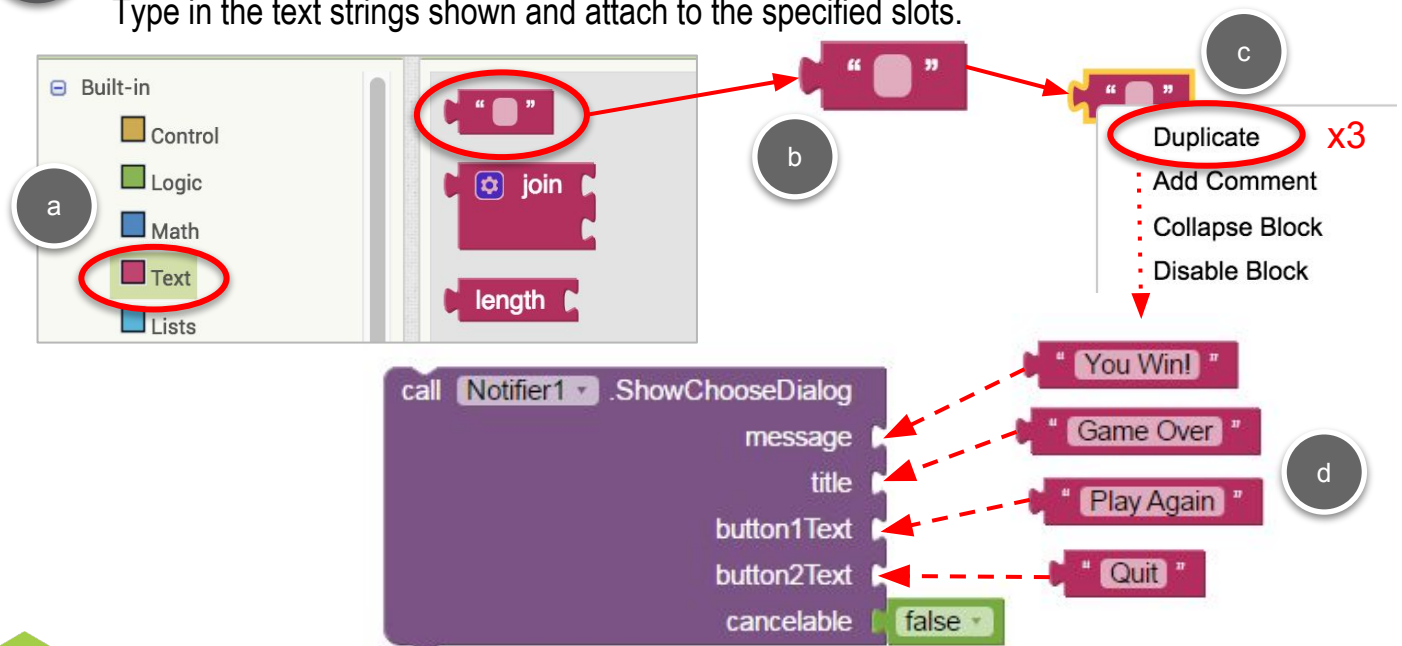 Type in the text strings shown and attach to the specified slots.
Built-in
Control
Logic
Math
Text
Lists
a
“ ”
join
length
b
“ ”
c
“ ”
Duplicate x3
Add Comment
Collapse Block
Disable Block
call Notifier1 .ShowChooseDialog
message
title
button1Text
button2Text
cancelable false
“ You Win! ”
“ Game Over ”
“ Play Again ”
“ Quit ”
d